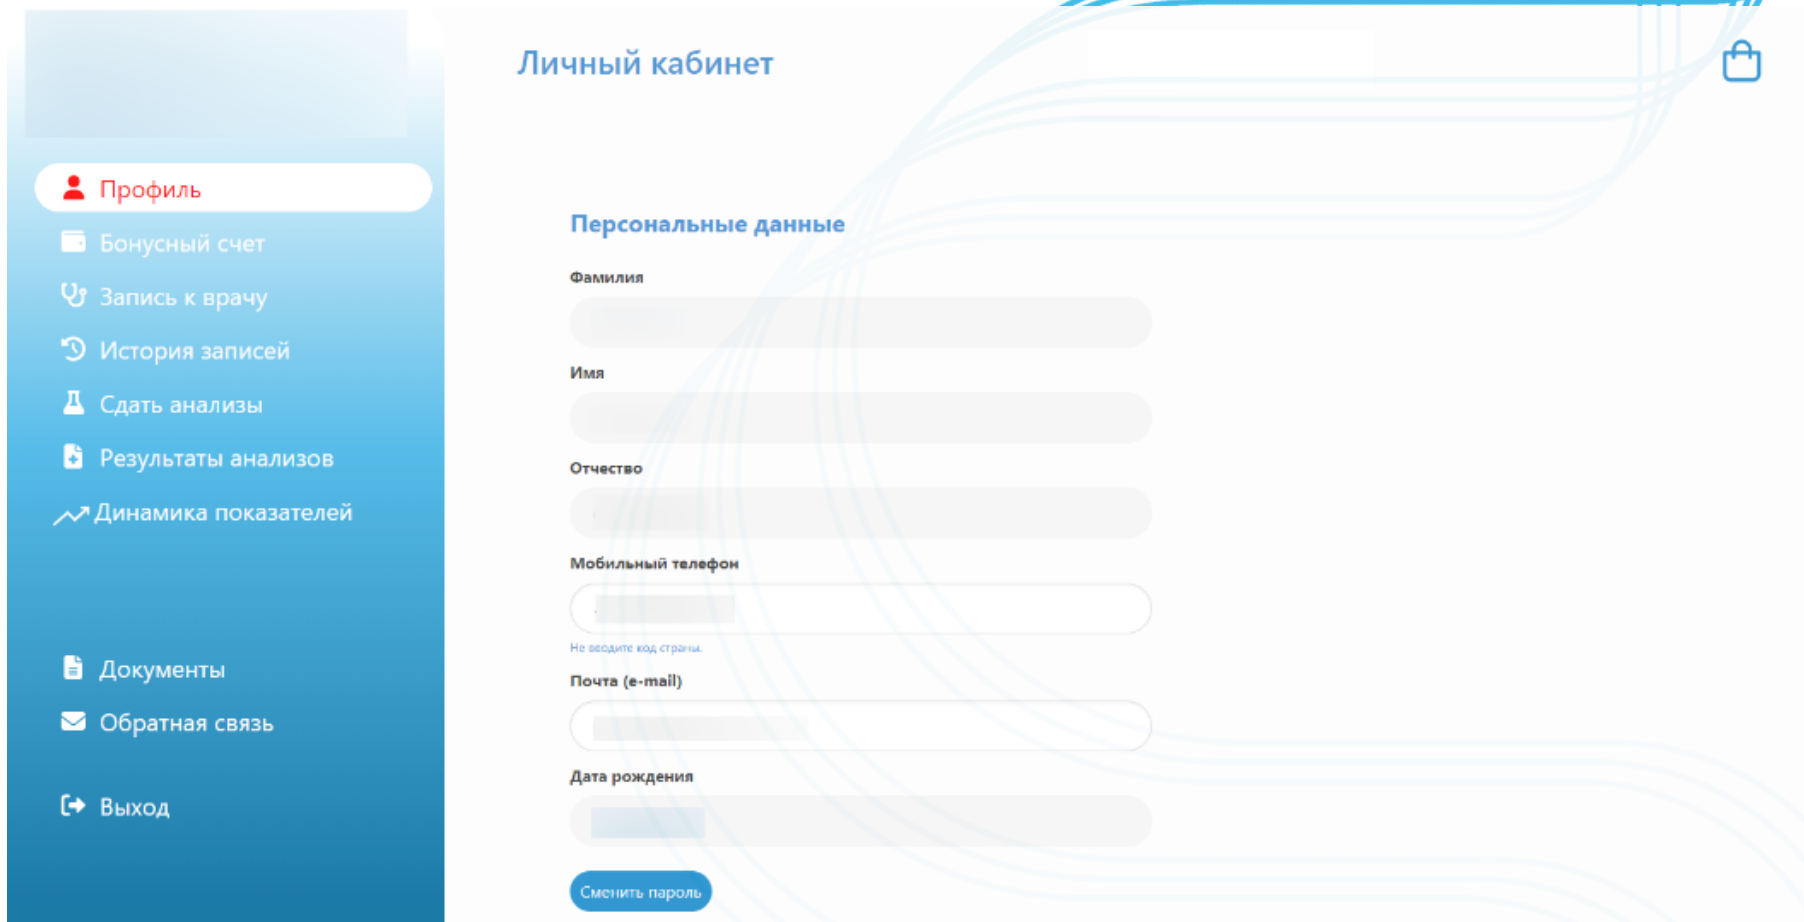 Личный кабинет
Профиль
Бонусный счет
Запись к врачу
История записей
Сдать анализы
Результаты анализов
Динамика показателей
Документы
Обратная связь
Выход
Персональные данные
Фамилия
Имя
Отчество
Мобильный телефон
Не вводите код страны.
Почта (e-mail)
Дата рождения
Сменить пароль